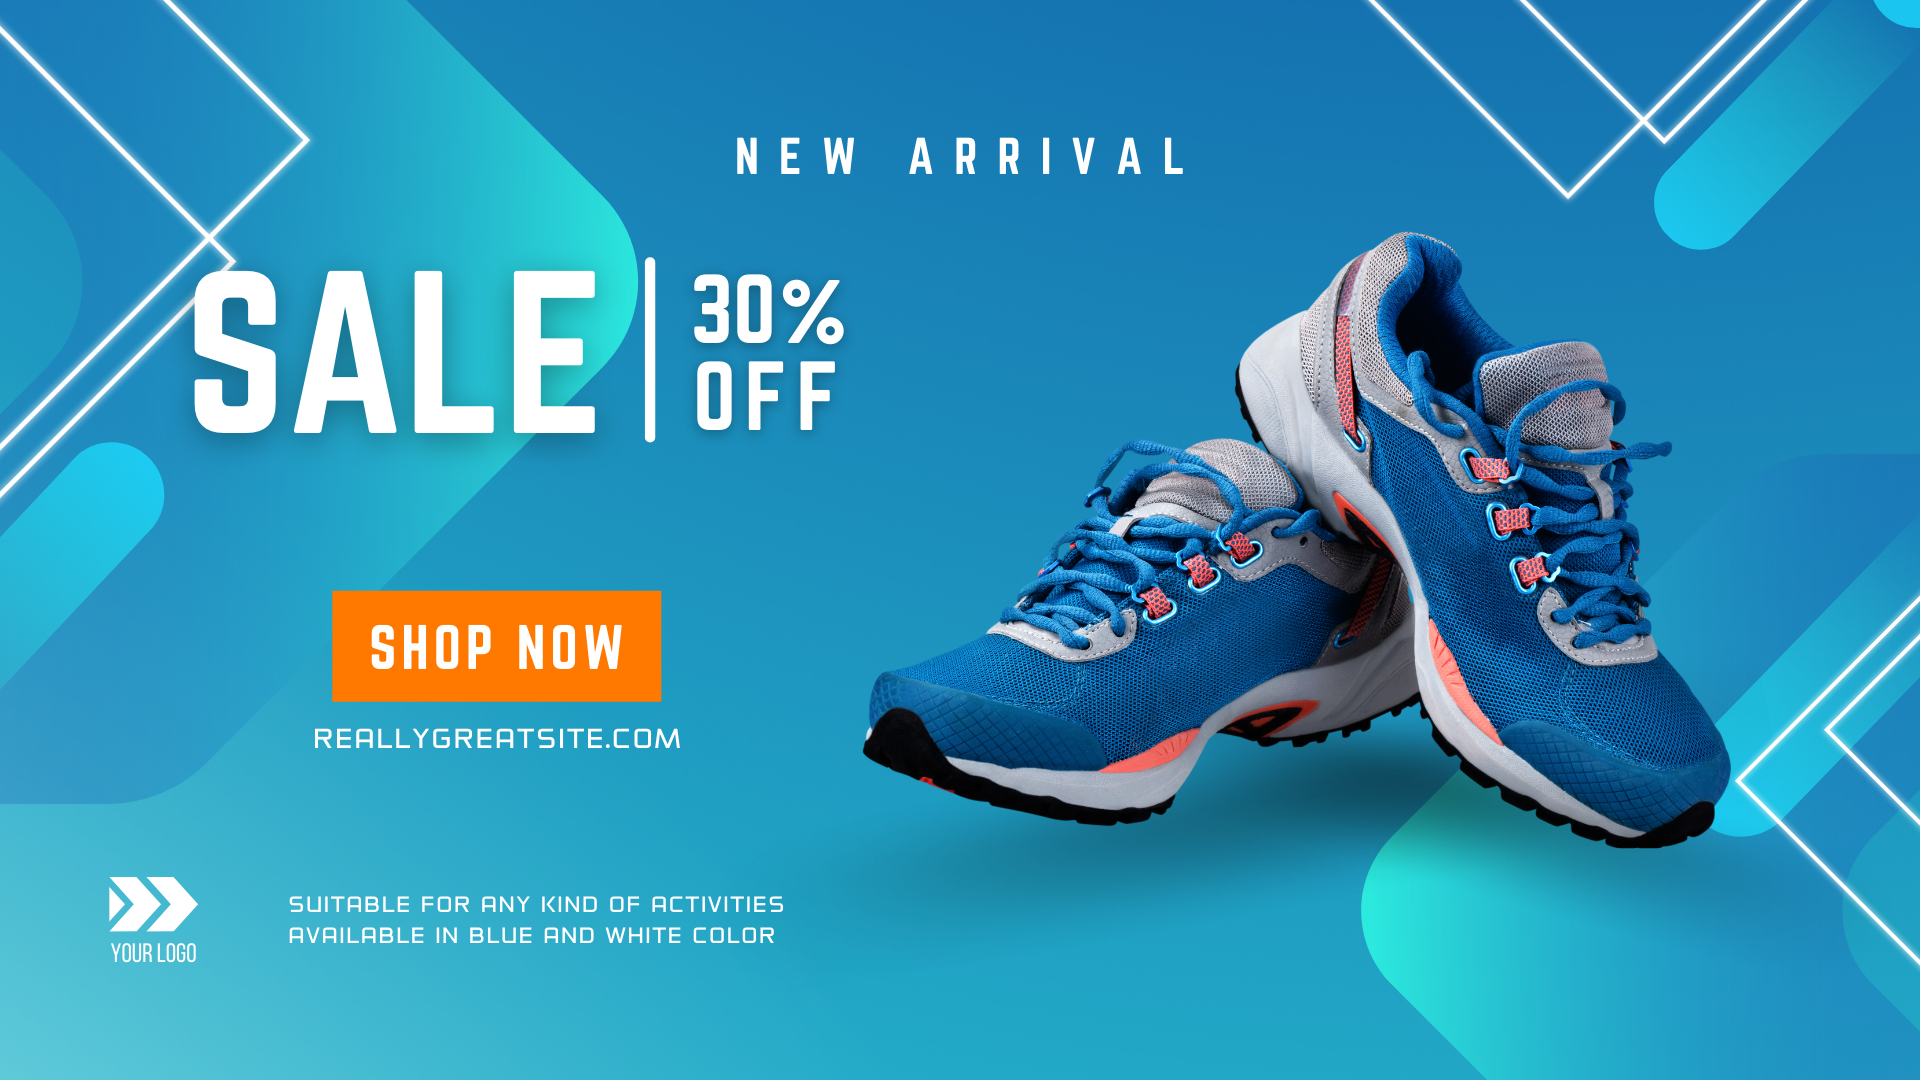 NEW ARRIVAL
SALE
30%
OFF
SHOP NOW
REALLYGREATSITE.COM
YOUR LOGO
SUITABLE FOR ANY KIND OF ACTIVITIES
AVAILABLE IN BLUE AND WHITE COLOR